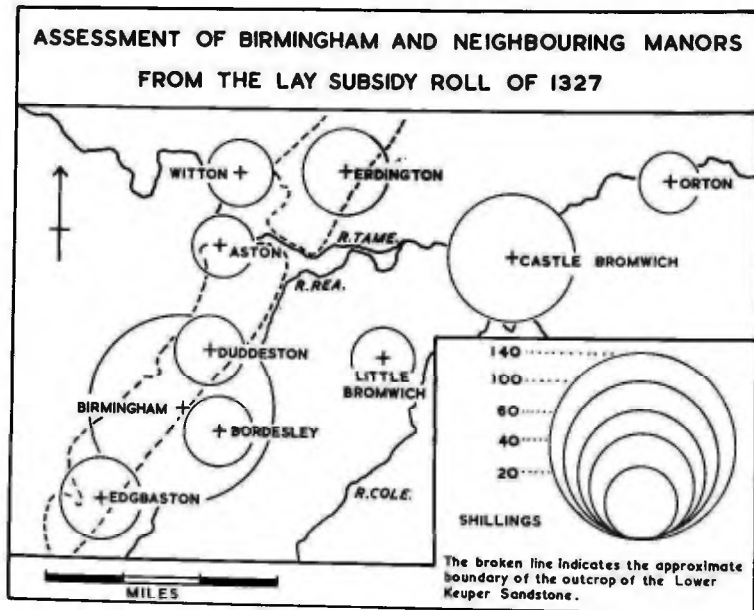 ASSESSMENT OF BIRMINGHAM AND NEIGHBOURING MANORS
FROM THE LAY SUBSIDY ROLL OF 1327
WITTON
ERDINGTON
ORTON
ASTON
R.TAME.
CASTLE BROMWICH
R.REA.
DUDDESTON
LITTLE
BROMWICH
BIRMINGHAM
BORDESLEY
EDGBASTON
R.COLE.
MILES
140
100
60
40
20
SHILLINGS
The broken line indicates the approximate
boundary of the outcrop of the Lower
Keuper Sandstone.